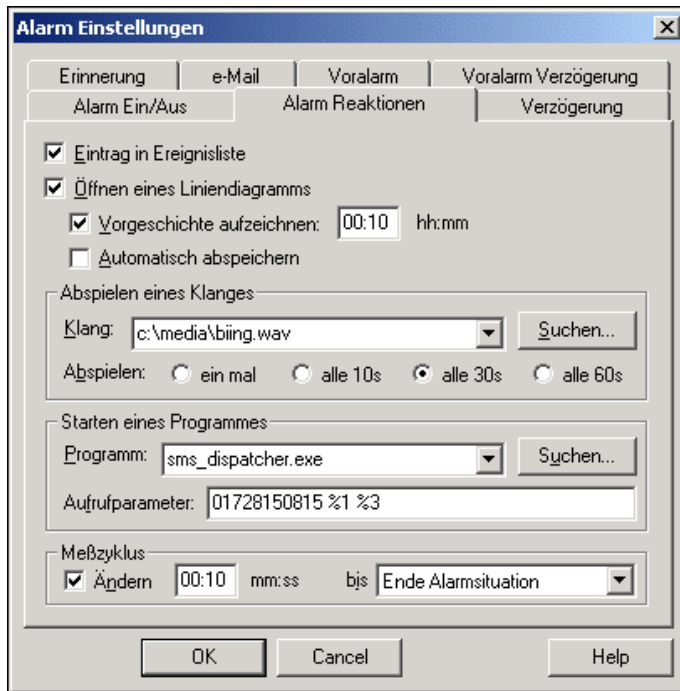 Alarm Einstellungen
Erinnerung e-Mail Voralarm Voralarm Verzögerung
Alarm Ein/Aus Alarm Reaktionen Verzögerung
Eintrag in Ereignisliste
Öffnen eines Liniendiagramms
Vorgeschichte aufzeichnen: 00:10 hh:mm
Automatisch abspeichern
Abspielen eines Klanges
Klang: c:\media\biing.wav Suchen...
Abspielen: ein mal alle 10s alle 30s alle 60s
Starten eines Programmes
Programm: sms_dispatcher.exe Suchen...
Aufrufparameter: 01728150815 %1 %3
Meßzyklus
Ändern 00:10 mm:ss bis Ende Alarmsituation
OK Cancel Help